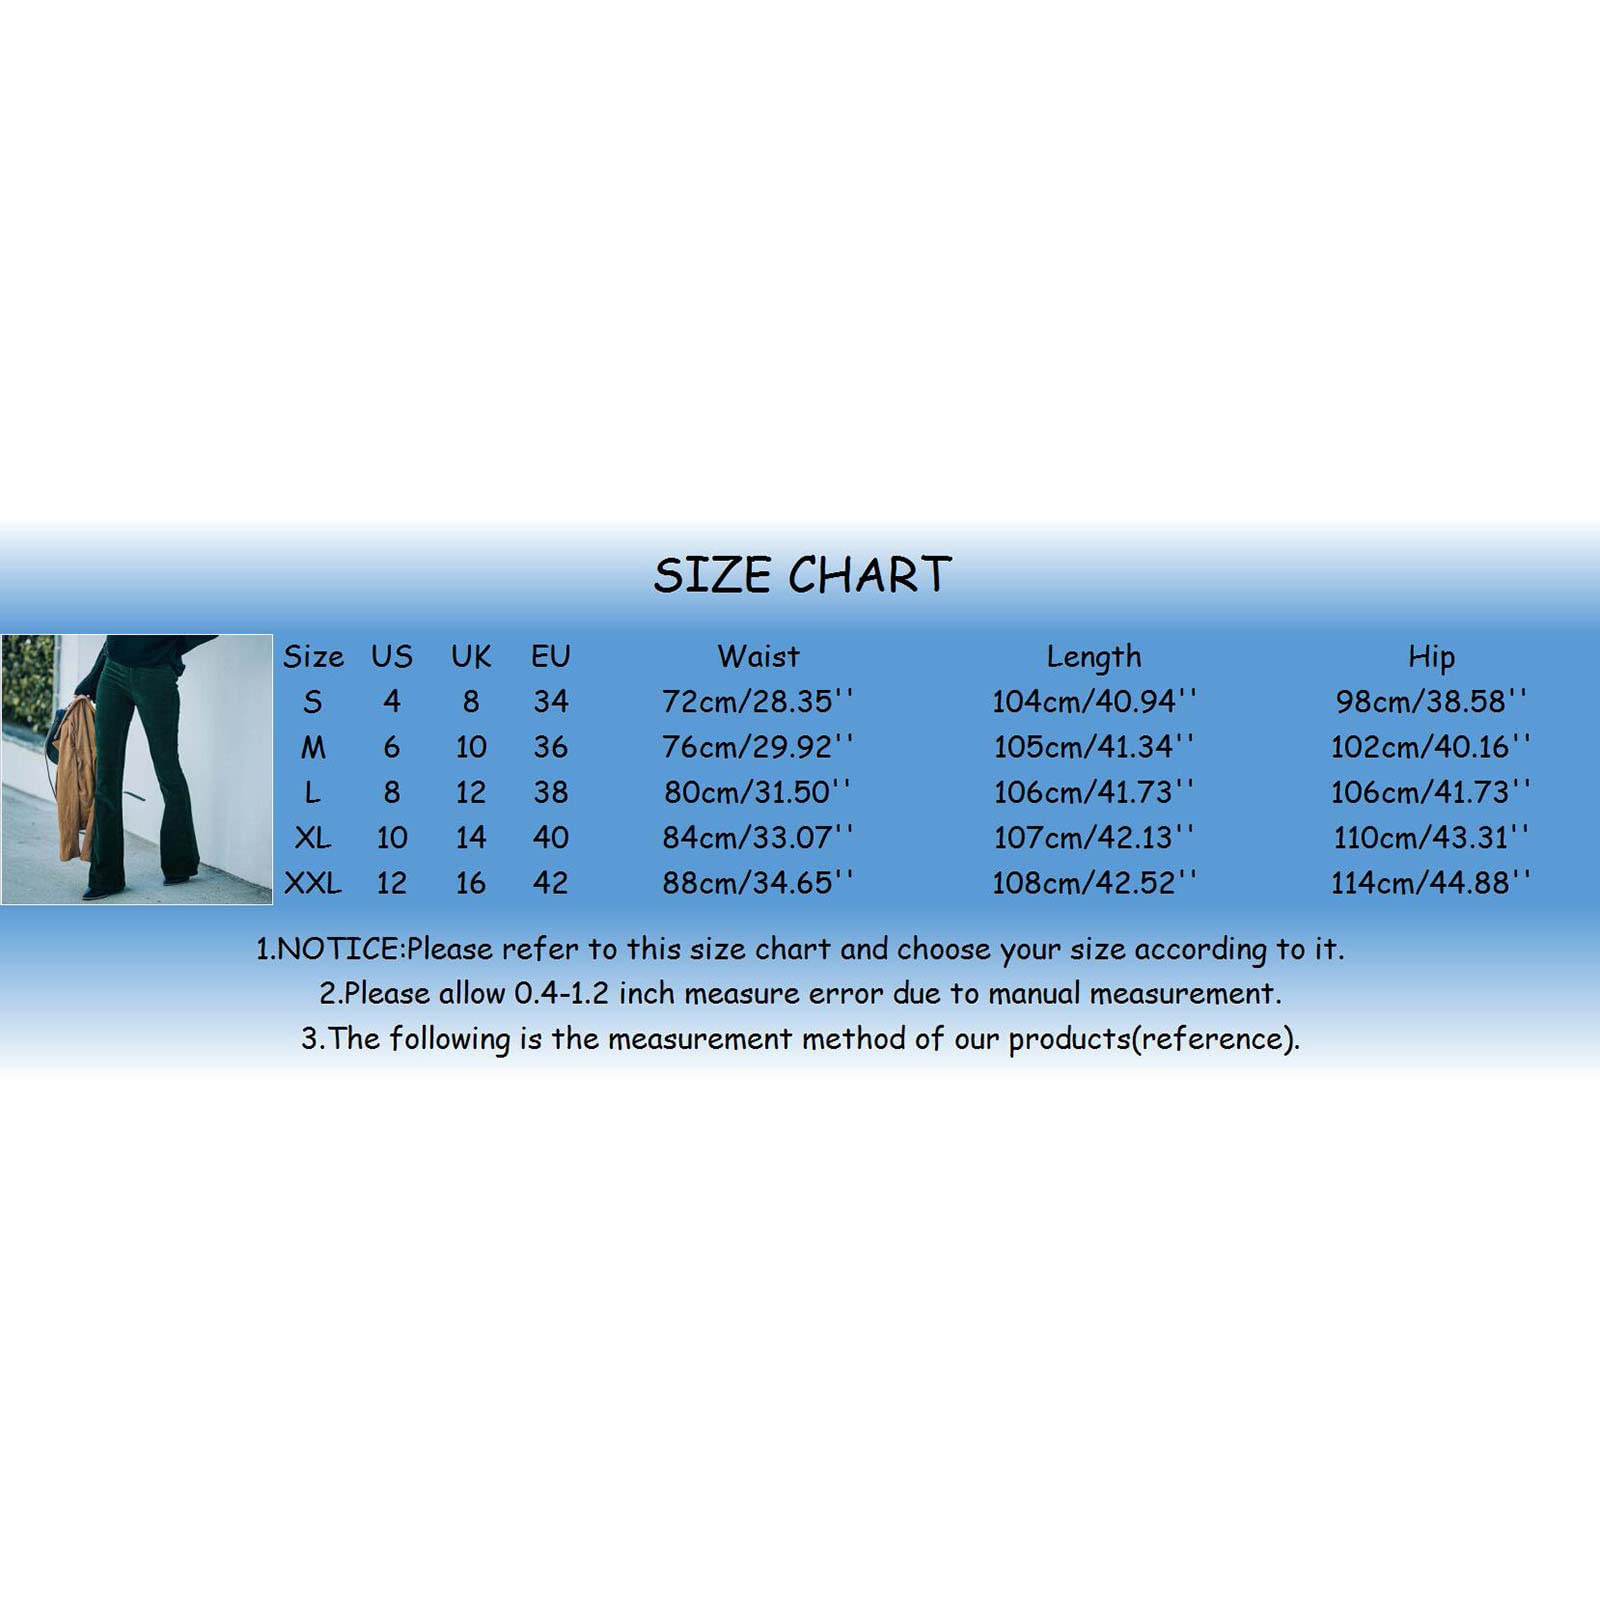 SIZE CHART
Size US UK EU Waist Length Hip
S 4 8 34 72cm/28.35'' 104cm/40.94'' 98cm/38.58''
M 6 10 36 76cm/29.92'' 105cm/41.34'' 102cm/40.16''
L 8 12 38 80cm/31.50'' 106cm/41.73'' 106cm/41.73''
XL 10 14 40 84cm/33.07'' 107cm/42.13'' 110cm/43.31''
XXL 12 16 42 88cm/34.65'' 108cm/42.52'' 114cm/44.88''
1.NOTICE:Please refer to this size chart and choose your size according to it.
2.Please allow 0.4-1.2 inch measure error due to manual measurement.
3.The following is the measurement method of our products(reference).